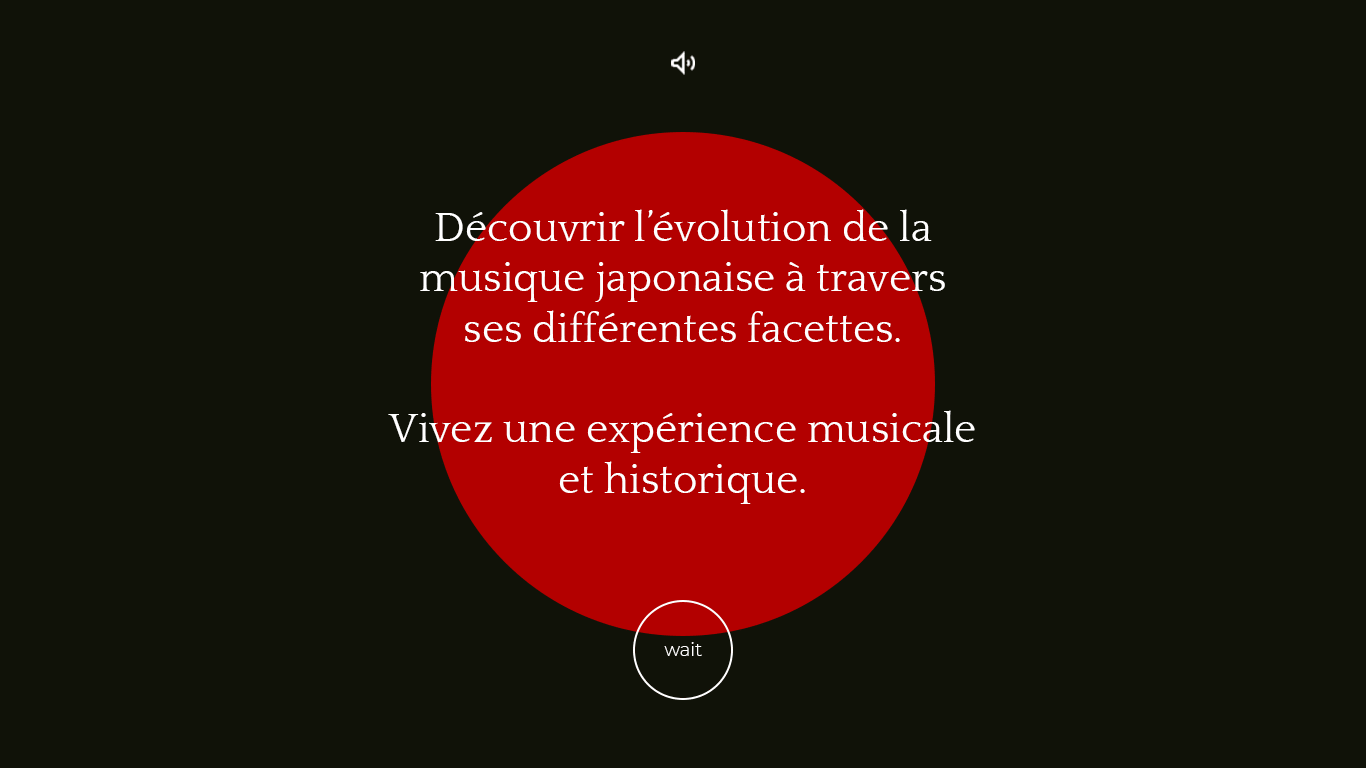 Découvrir l’évolution de la
musique japonaise à travers
ses différentes facettes.
Vivez une expérience musicale
et historique.
wait